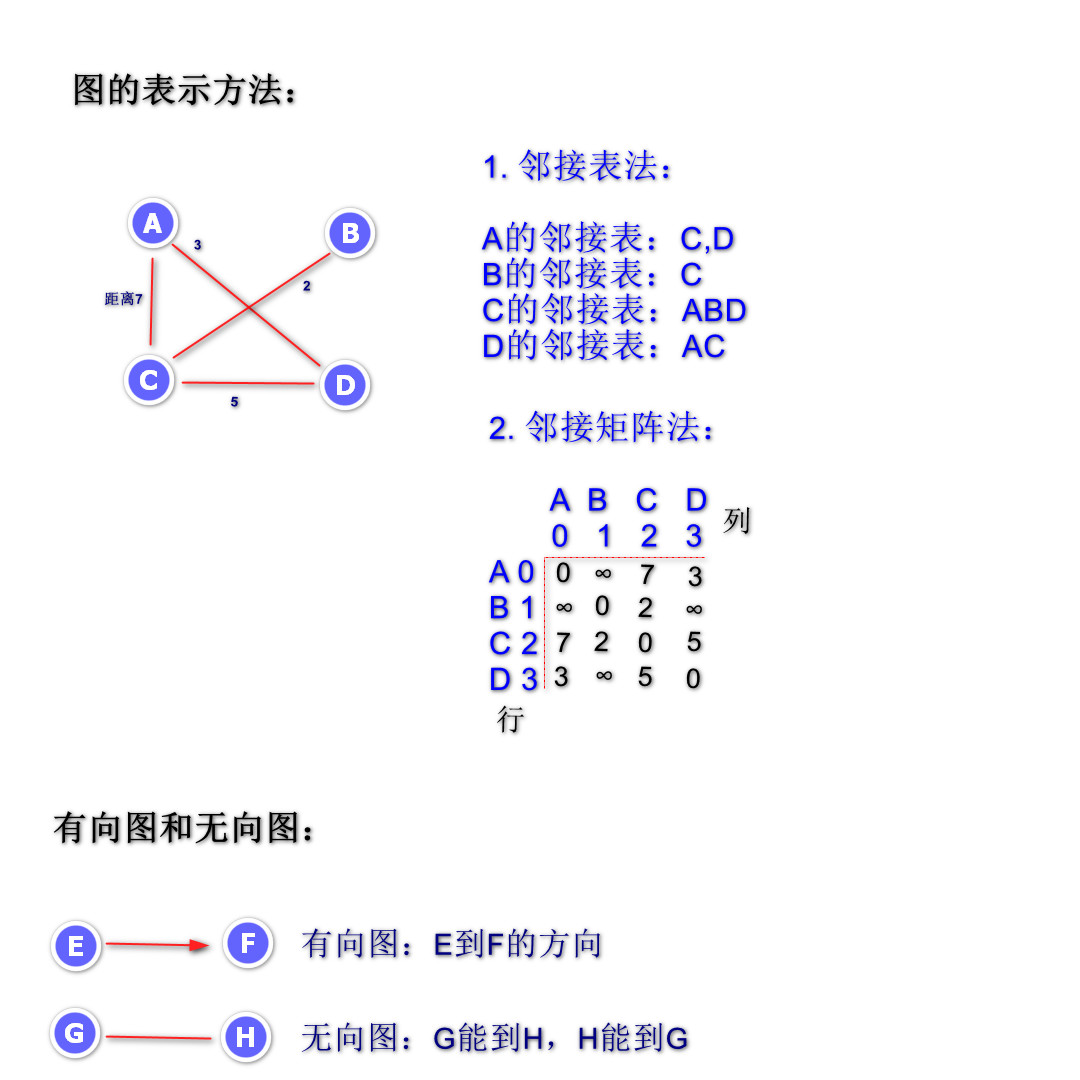 图的表示方法：
A
B
3
2
距离7
C
D
5
1. 邻接表法：
A的邻接表：C,D
B的邻接表：C
C的邻接表：ABD
D的邻接表：AC
2. 邻接矩阵法：
A B C D
列
0 1 2 3
A 0 0 ∞ 7 3
B 1 ∞ 0 2 ∞
C 2 7 2 0 5
D 3 3 ∞ 5 0
行
有向图和无向图：
E F 有向图：E到F的方向
G H 无向图：G能到H，H能到G